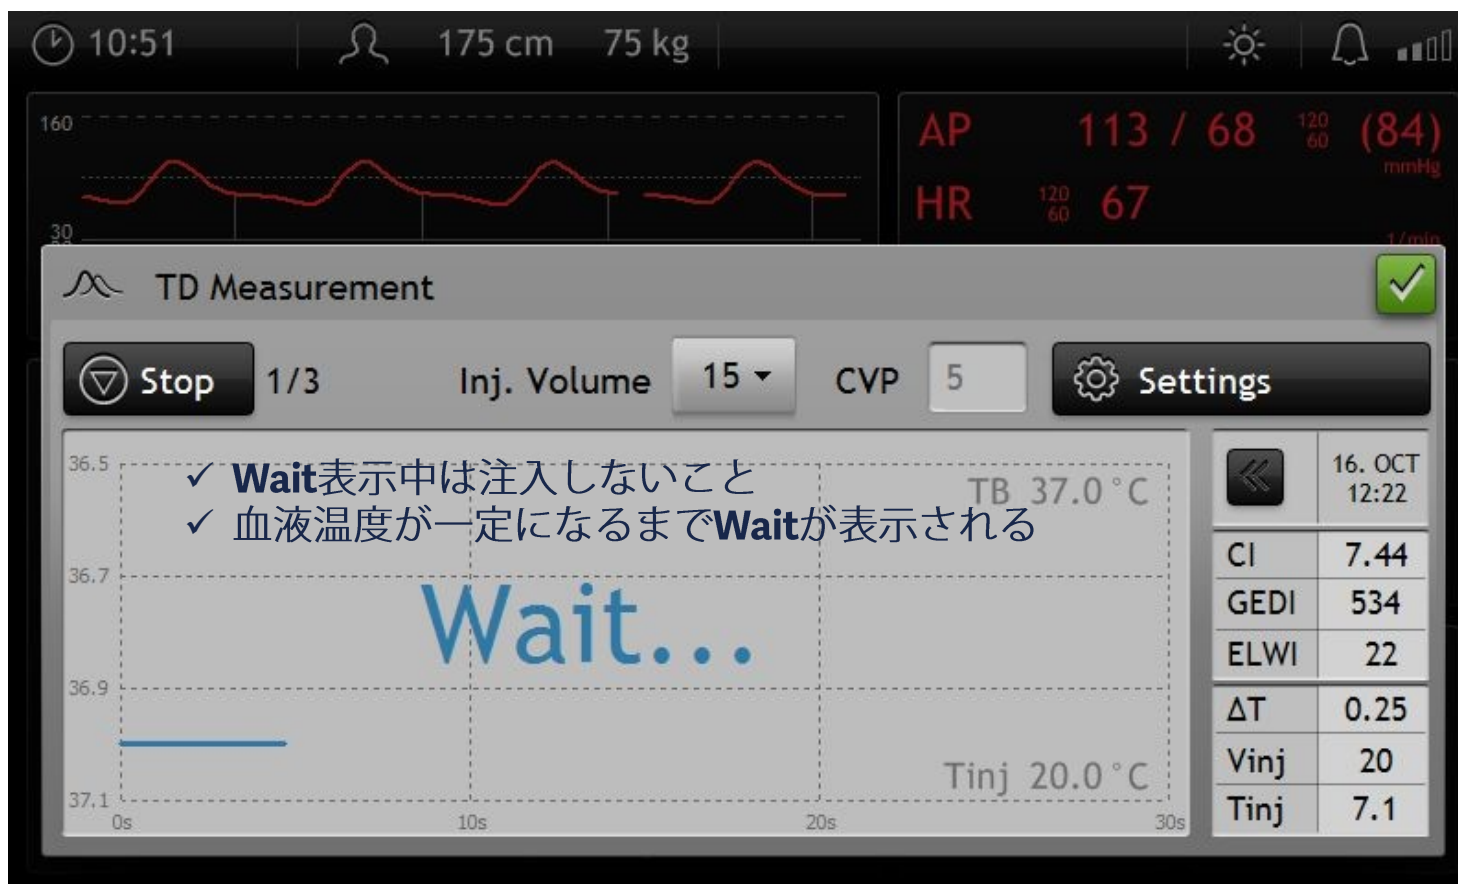 10:51 175 cm 75 kg
160
30
AP 113 / 68 120 60 (84)
mmHg
HR 120 60 67
1/min
TD Measurement
Stop 1/3 Inj. Volume 15 CVP 5 Settings
✓ Wait表示中は注入しないこと
✓ 血液温度が一定になるまでWaitが表示される
36.5
36.7
36.9
37.1
TB 37.0°C
Wait...
Tinj 20.0°C
0s 10s 20s 30s
16. OCT
12:22
CI 7.44
GEDI 534
ELWI 22
ΔT 0.25
Vinj 20
Tinj 7.1